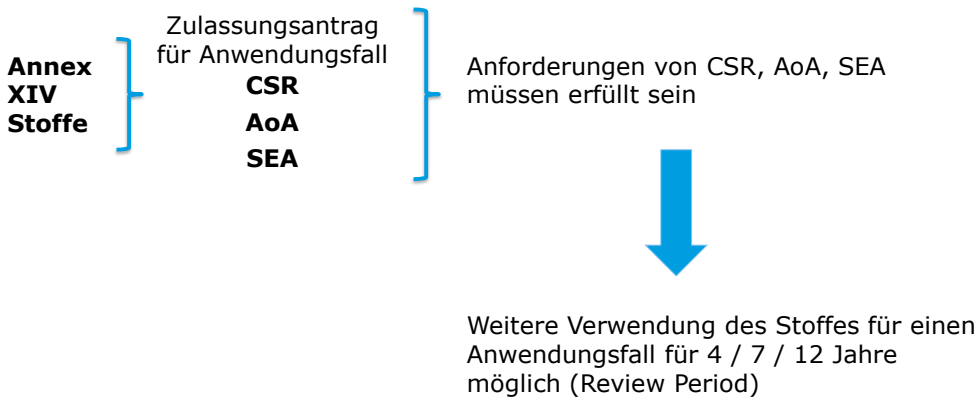 Annex
XIV
Stoffe
Zulassungsantrag
für Anwendungsfall
CSR
AoA
SEA
Anforderungen von CSR, AoA, SEA
müssen erfüllt sein
Weitere Verwendung des Stoffes für einen
Anwendungsfall für 4 / 7 / 12 Jahre
möglich (Review Period)